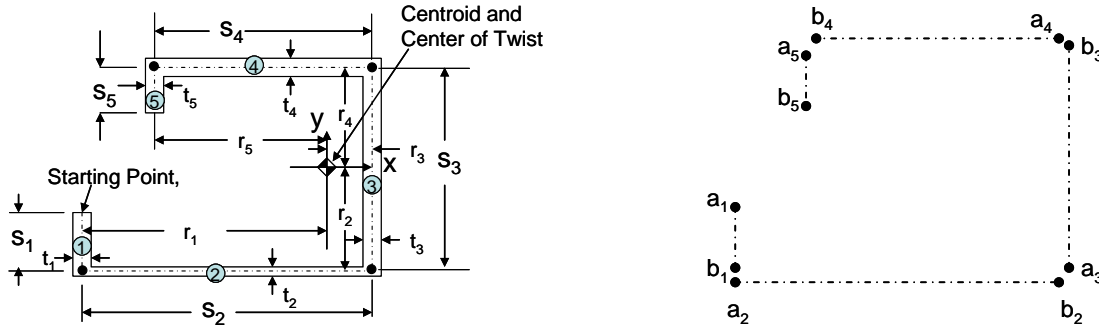 Centroid and
Center of Twist
S4
4
S5
5
t5
t4
r4
y
r5
r3
x
S3
3
Starting Point,
r2
r1
S1
1
t1
t3
2
t2
S2
b4
a4
a5
b3
b5
a1
b1
a3
a2
b2